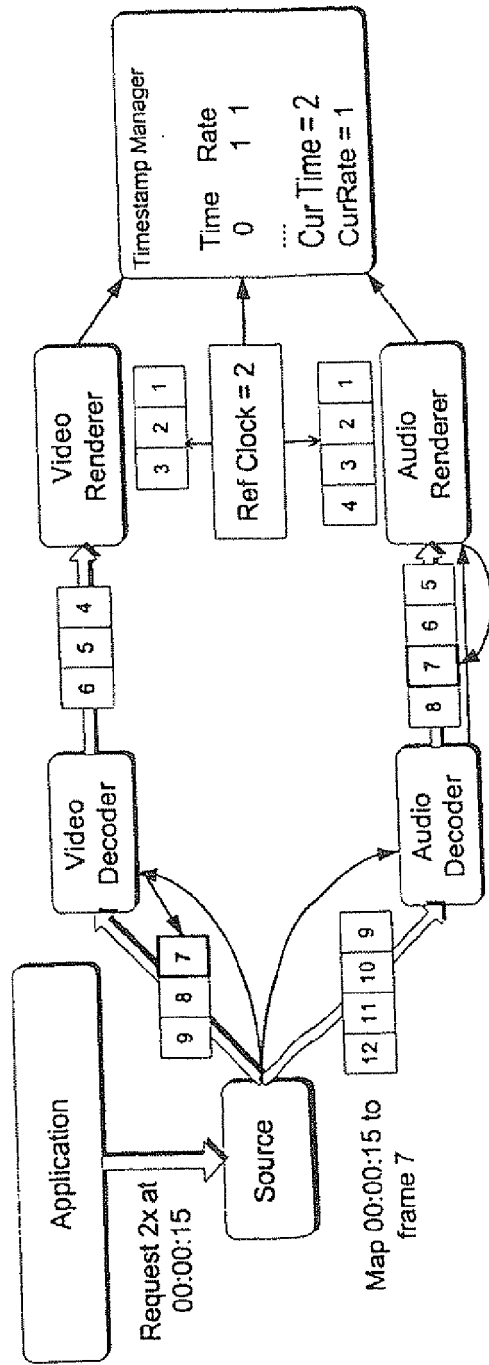 Application
Request 2x at
00:00:15
Source
Map 00:00:15 to
frame 7
9 8 7
Video
Decoder
6 5 4
Video
Renderer
3 2 1
Ref Clock = 2
4 3 2 1
12 11 10 9
Audio
Decoder
8 7 6 5
Audio
Renderer
Timestamp Manager
Time Rate
0 1 1
....
Cur Time = 2
CurRate = 1